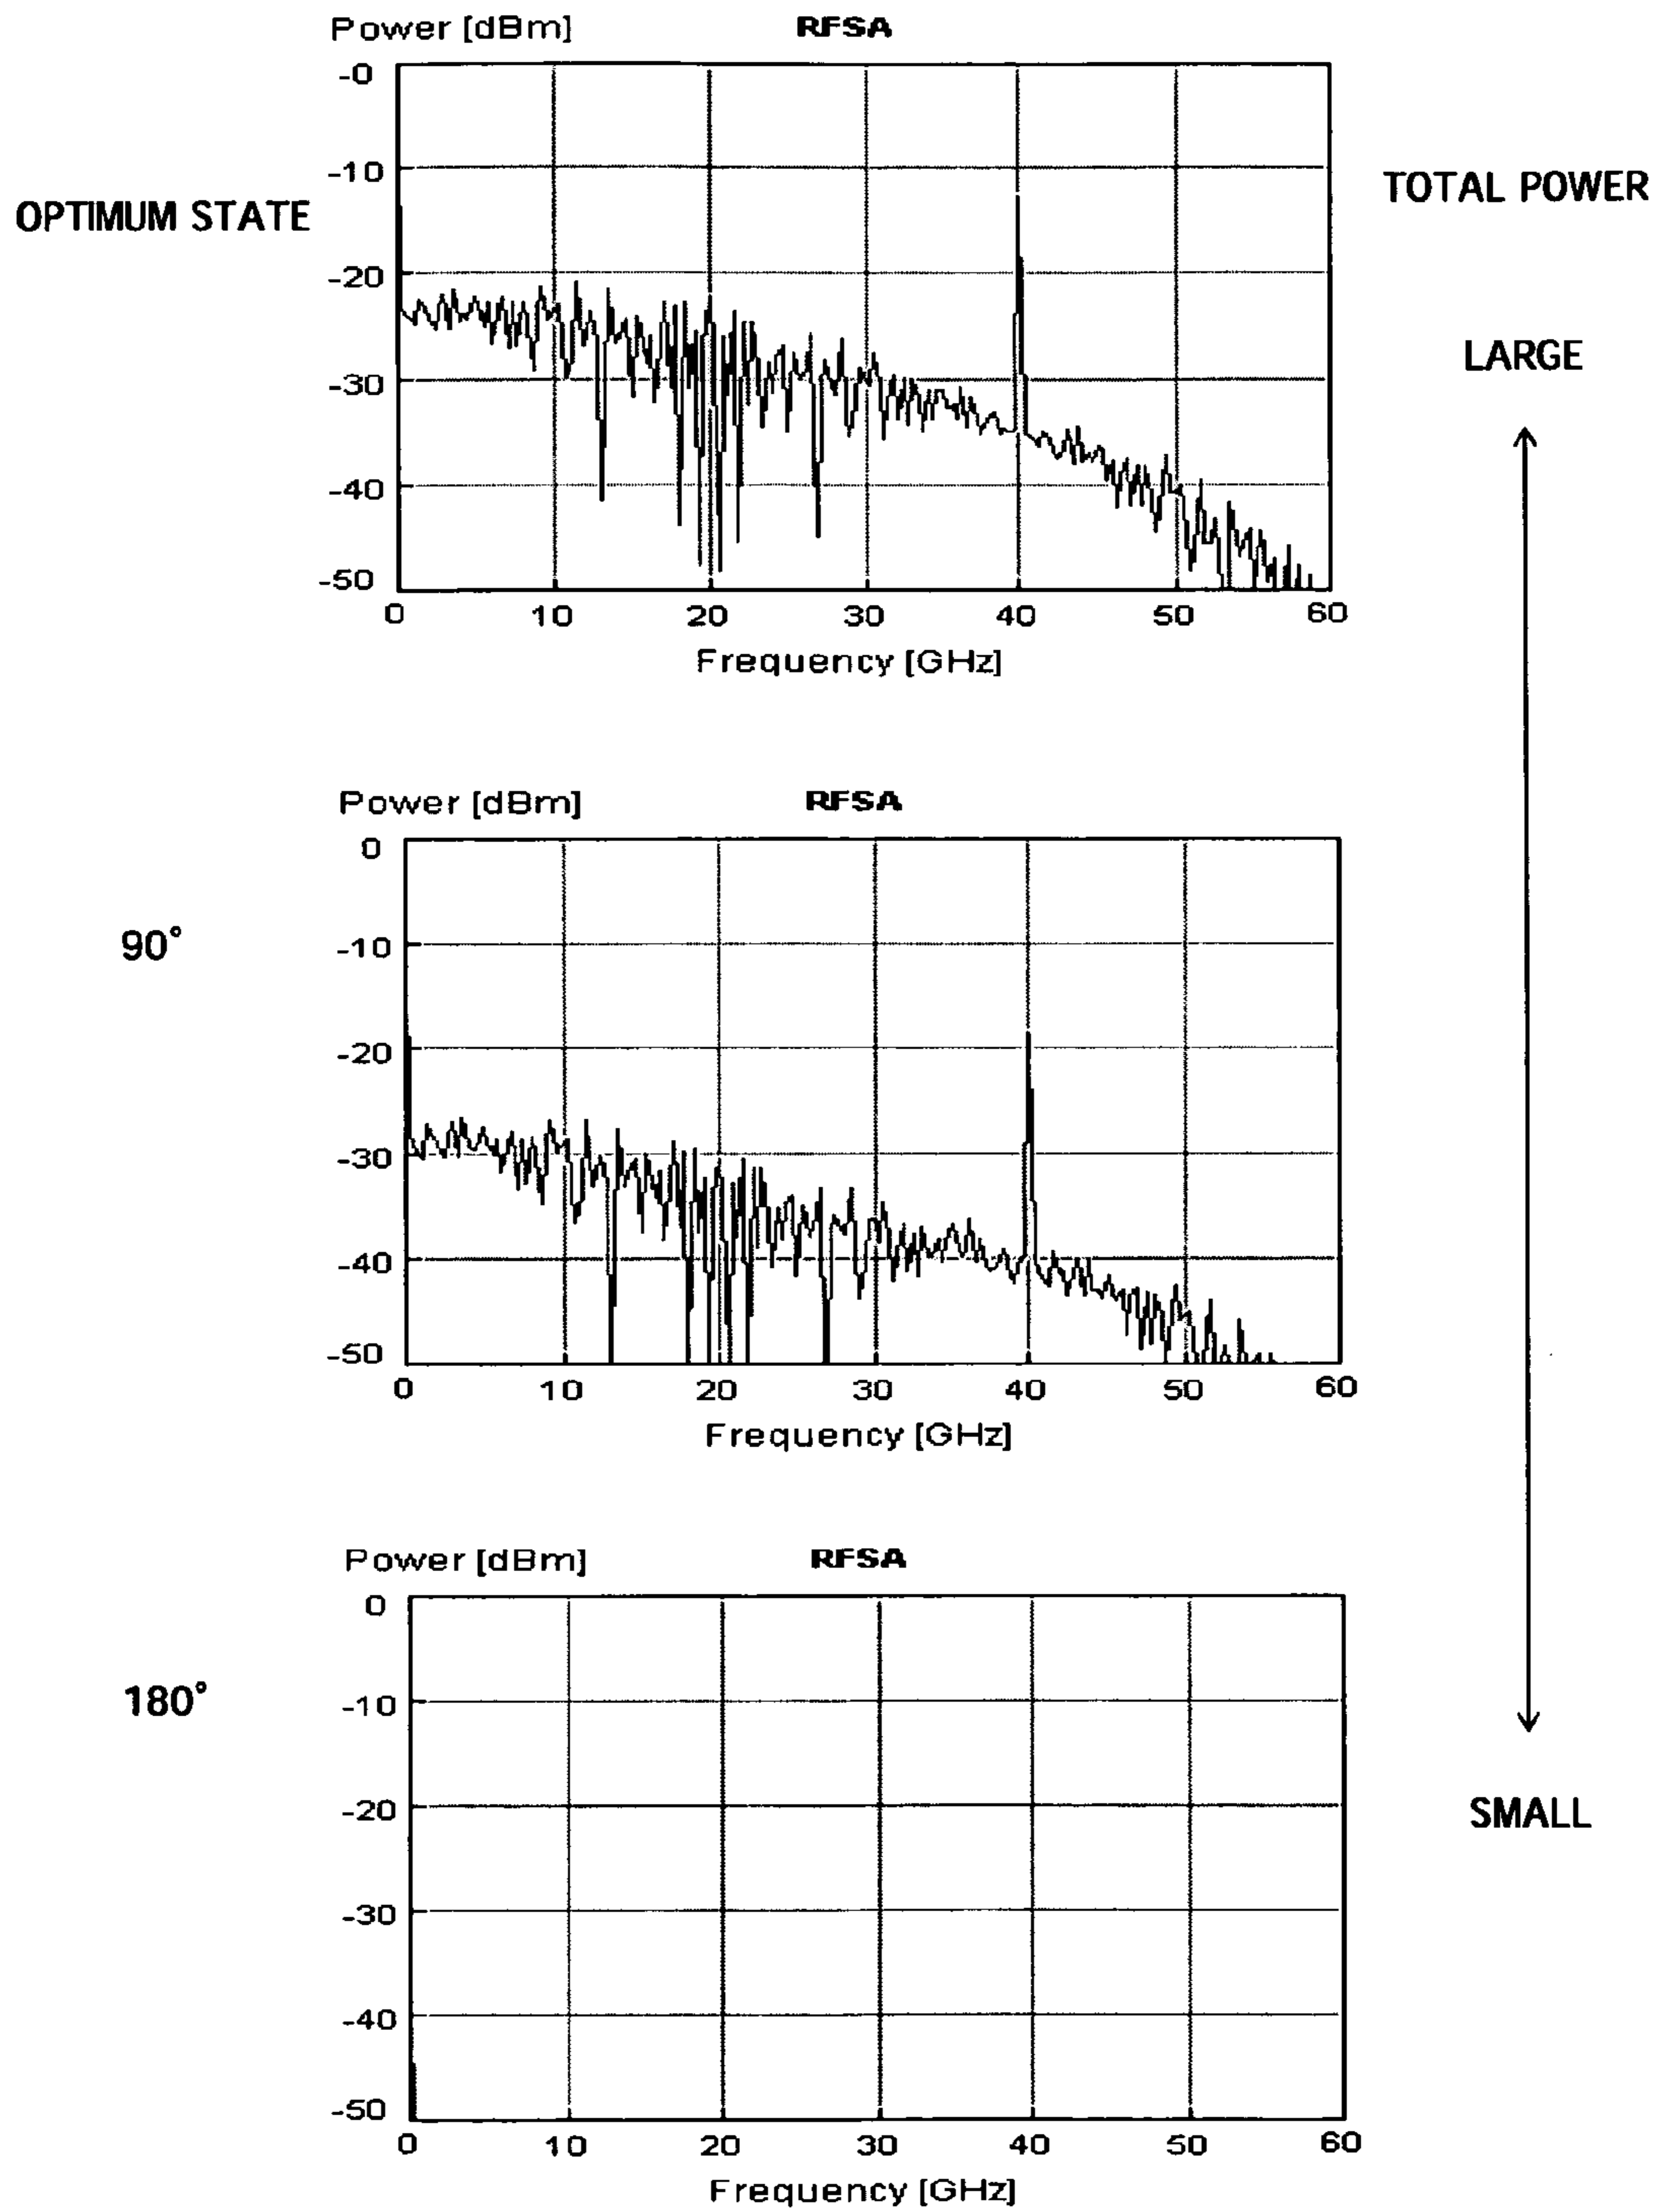 Power [dBm] RFSA
-0
-10
TOTAL POWER
OPTIMUM STATE
-20
LARGE
-30
-40
-50
0 10 20 30 40 50 60
Frequency [GHz]
Power [dBm] RFSA
0
90°
-10
-20
-30
-40
-50
0 10 20 30 40 50 60
Frequency [GHz]
Power [dBm] RFSA
0
180°
-10
-20
SMALL
-30
-40
-50
0 10 20 30 40 50 60
Frequency [GHz]